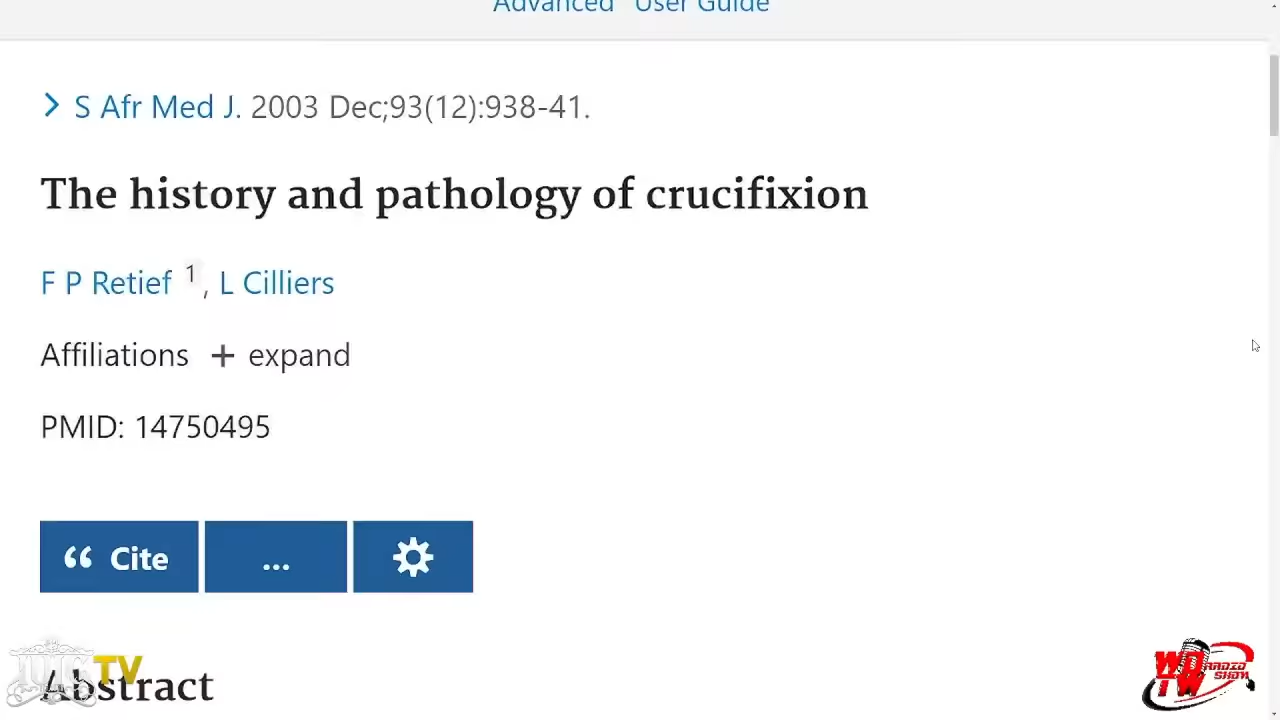 Advanced User Guide
S Afr Med J. 2003 Dec;93(12):938-41.
The history and pathology of crucifixion
F P Retief 1, L Cilliers
Affiliations + expand
PMID: 14750495
Cite ...
Abstract
TV
SHOW